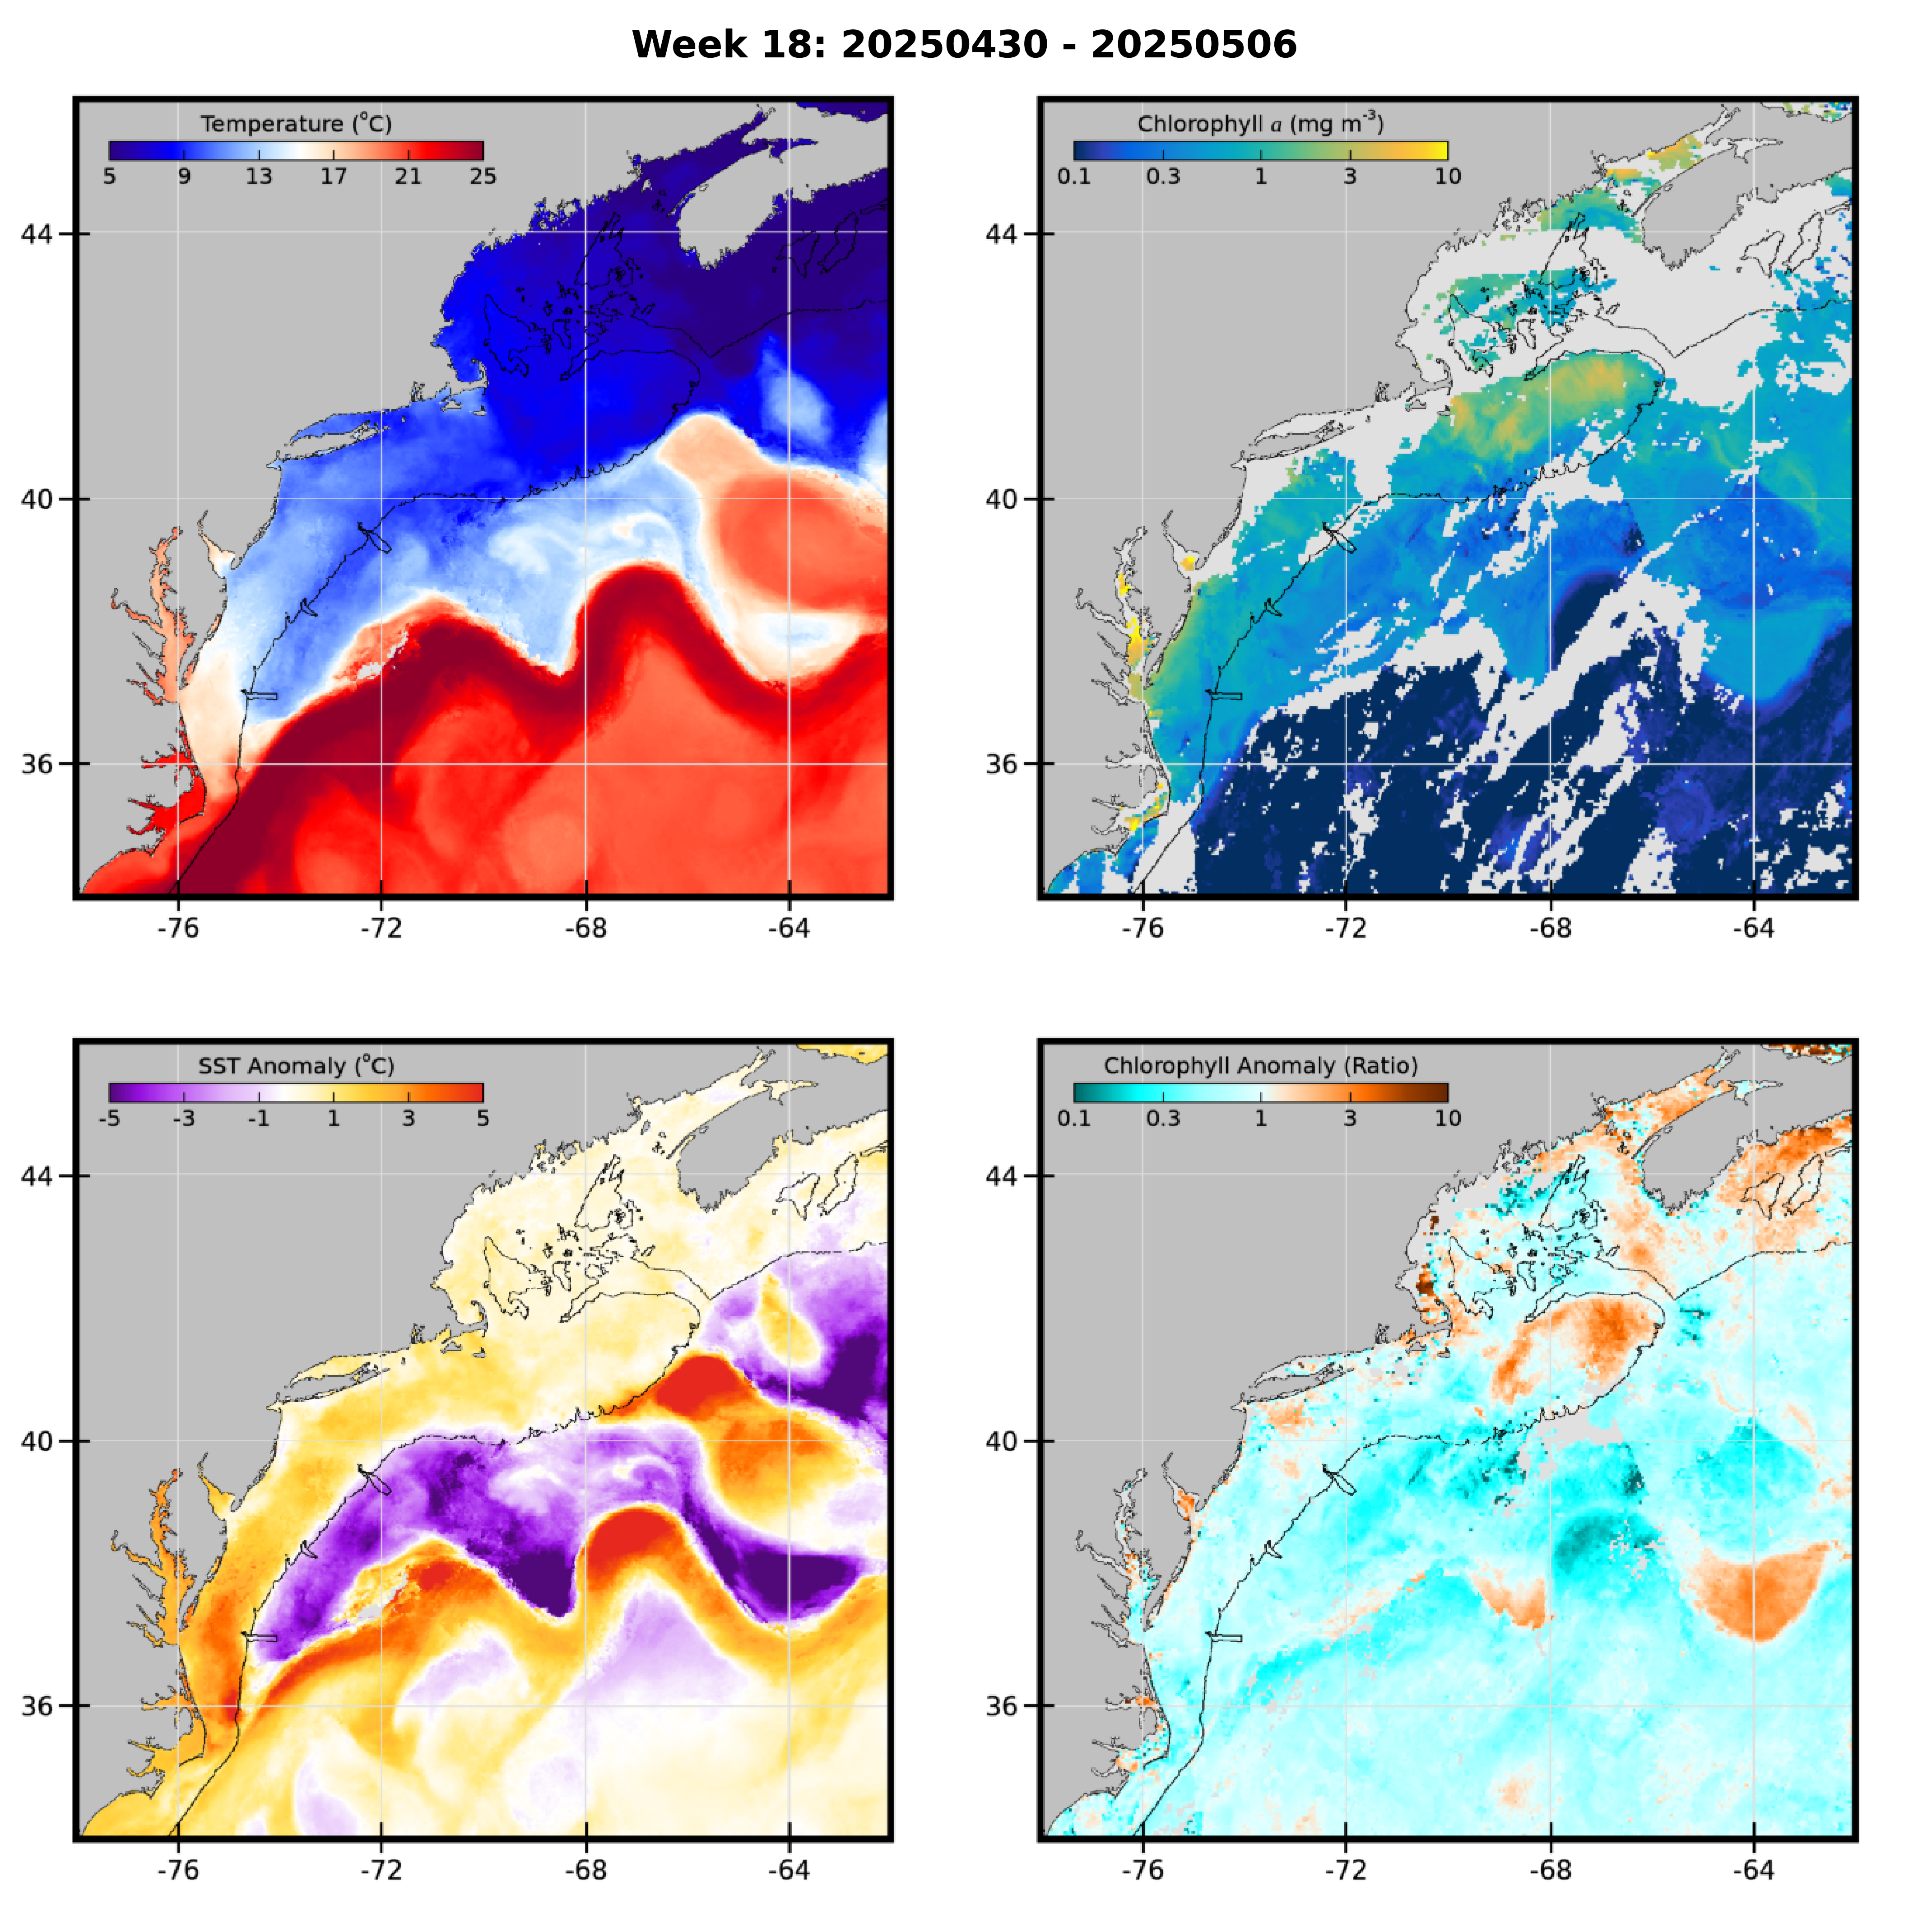 Week 18: 20250430 - 20250506
Temperature (°C)
5 9 13 17 21 25
44
40
36
-76 -72 -68 -64
Chlorophyll a (mg m⁻³)
0.1 0.3 1 3 10
44
40
36
-76 -72 -68 -64
SST Anomaly (°C)
-5 -3 -1 1 3 5
44
40
36
-76 -72 -68 -64
Chlorophyll Anomaly (Ratio)
0.1 0.3 1 3 10
44
40
36
-76 -72 -68 -64